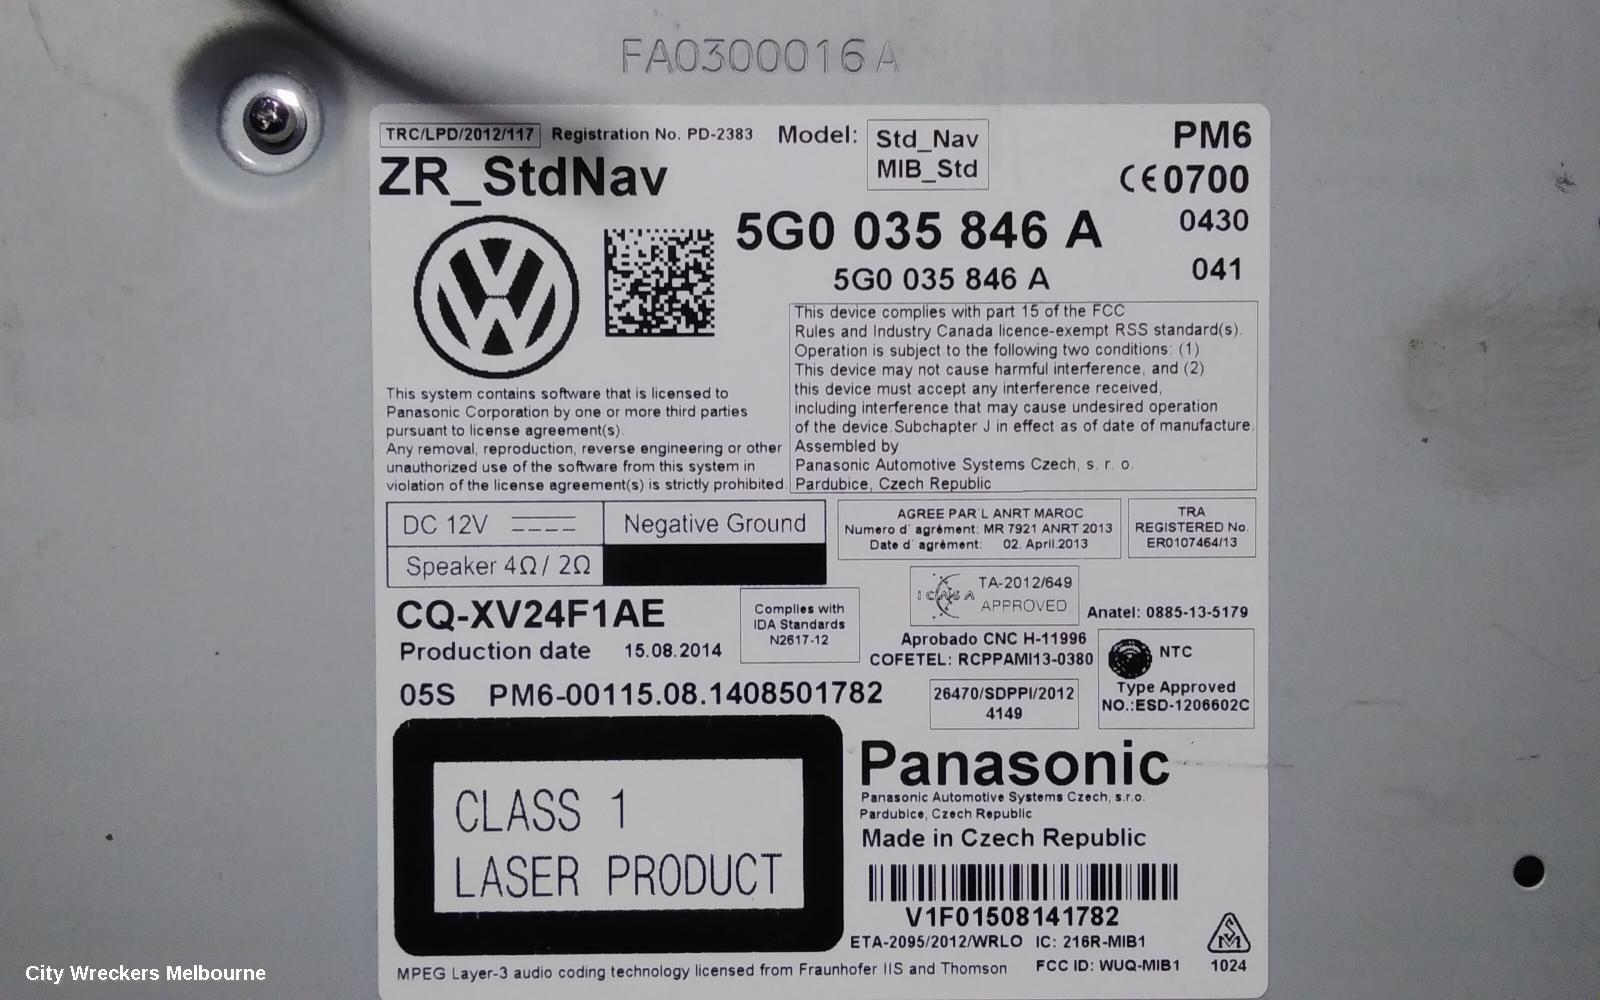 FA0300016A
TRC/LPD/2012/117 Registration No. PD-2383 Model: Std_Nav
MIB_Std
PM6
ZR_StdNav
CE0700
5G0 035 846 A
0430
5G0 035 846 A
041
This device complies with part 15 of the FCC
Rules and Industry Canada licence-exempt RSS standard(s).
Operation is subject to the following two conditions: (1)
This device may not cause harmful interference, and (2)
this device must accept any interference received,
including interference that may cause undesired operation
of the device.Subchapter J in effect as of date of manufacture.
Assembled by
Panasonic Automotive Systems Czech, s. r. o.
Pardubice, Czech Republic
This system contains software that is licensed to
Panasonic Corporation by one or more third parties
pursuant to license agreement(s).
Any removal, reproduction, reverse engineering or other
unauthorized use of the software from this system in
violation of the license agreement(s) is strictly prohibited.
DC 12V
Negative Ground
Speaker 4Ω/ 2Ω
AGREE PAR'L ANRT MAROC
Numero d' agrément: MR 7921 ANRT 2013
Date d' agrément: 02. April.2013
TRA
REGISTERED No.
ER0107464/13
ICASA
TA-2012/649
APPROVED
Anatel: 0885-13-5179
CQ-XV24F1AE
Complies with
IDA Standards
N2617-12
Production date 15.08.2014
Aprobado CNC H-11996
COFETEL: RCPPAMI13-0380
NTC
Type Approved
NO.:ESD-1206602C
05S PM6-00115.08.1408501782
26470/SDPPI/2012
4149
CLASS 1
LASER PRODUCT
Panasonic
Panasonic Automotive Systems Czech, s.r.o.
Pardubice, Czech Republic
Made in Czech Republic
V1F01508141782
ETA-2095/2012/WRLO IC: 216R-MIB1
FCC ID: WUQ-MIB1
1024
MPEG Layer-3 audio coding technology licensed from Fraunhofer IIS and Thomson
City Wreckers Melbourne